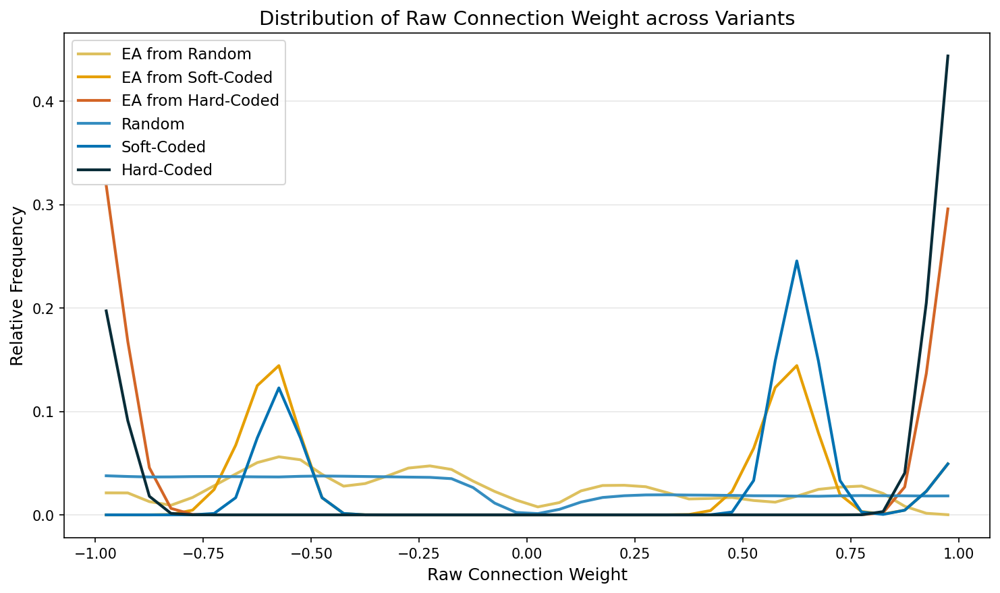 Distribution of Raw Connection Weight across Variants
EA from Random
EA from Soft-Coded
EA from Hard-Coded
Random
Soft-Coded
Hard-Coded
Relative Frequency
0.4
0.3
0.2
0.1
0.0
−1.00 −0.75 −0.50 −0.25 0.00 0.25 0.50 0.75 1.00
Raw Connection Weight